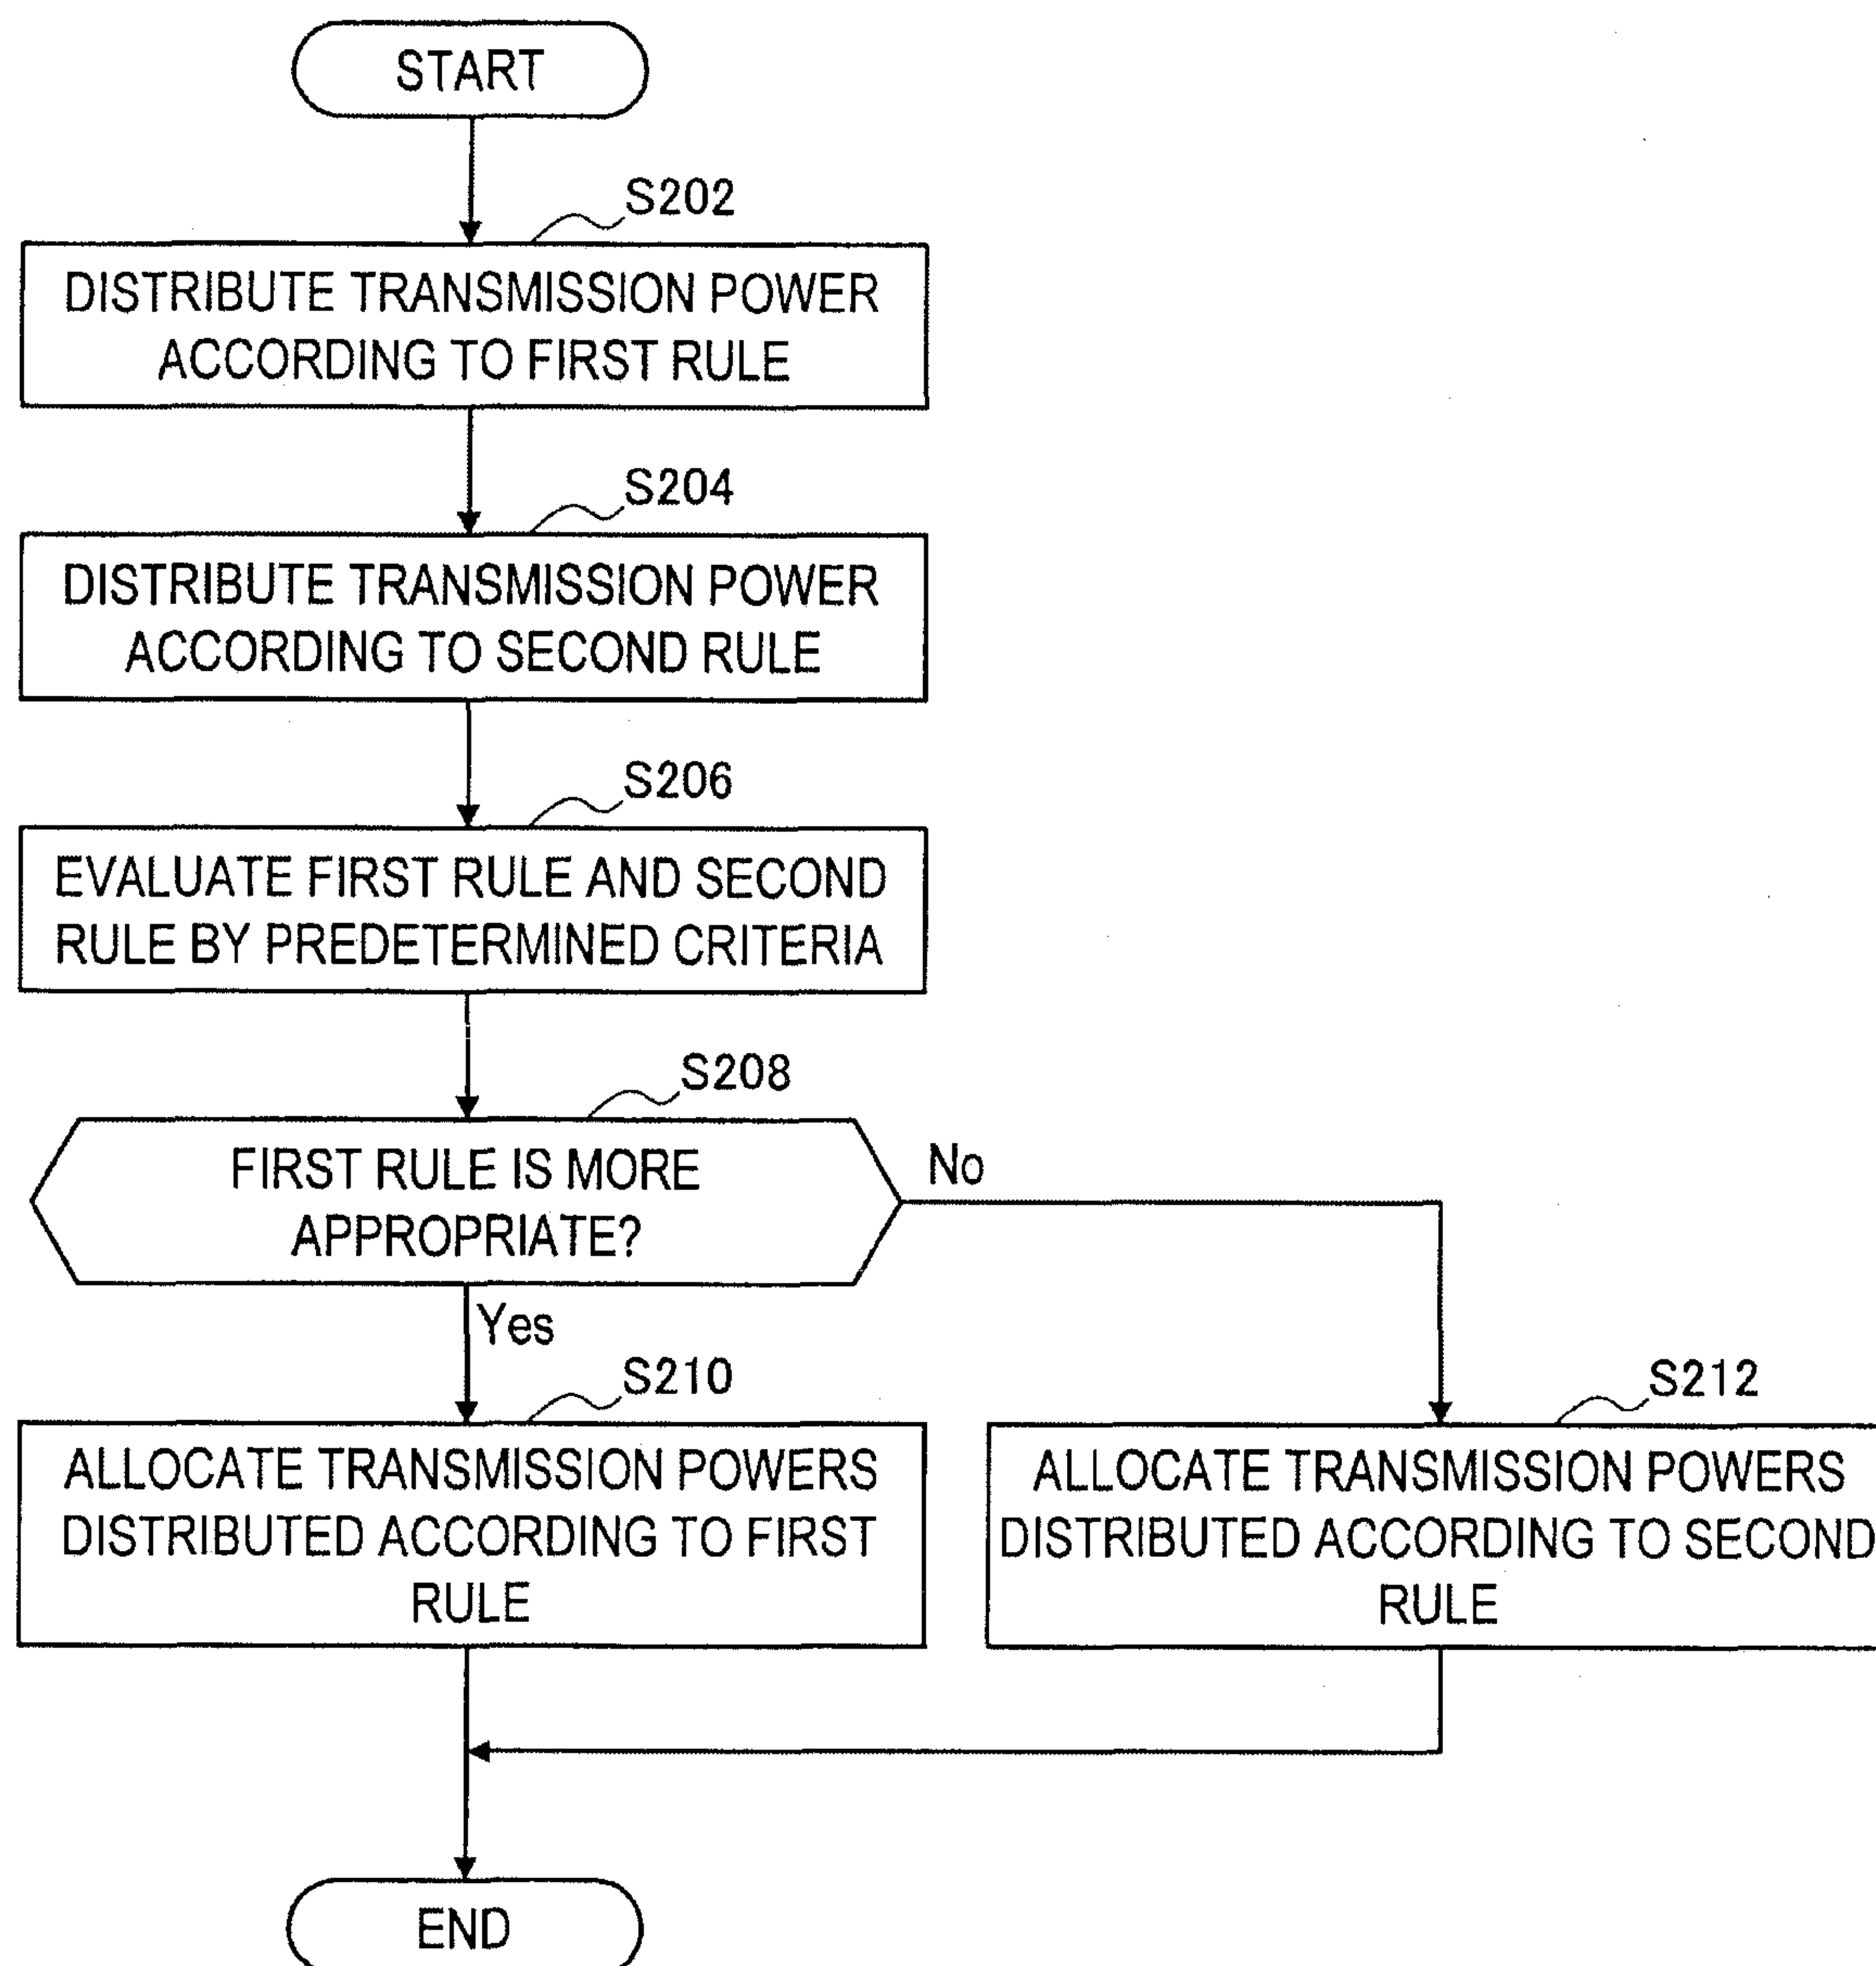 START
S202
DISTRIBUTE TRANSMISSION POWER
ACCORDING TO FIRST RULE
S204
DISTRIBUTE TRANSMISSION POWER
ACCORDING TO SECOND RULE
S206
EVALUATE FIRST RULE AND SECOND
RULE BY PREDETERMINED CRITERIA
S208
FIRST RULE IS MORE
APPROPRIATE?
No
Yes
S210
ALLOCATE TRANSMISSION POWERS
DISTRIBUTED ACCORDING TO FIRST
RULE
S212
ALLOCATE TRANSMISSION POWERS
DISTRIBUTED ACCORDING TO SECOND
RULE
END